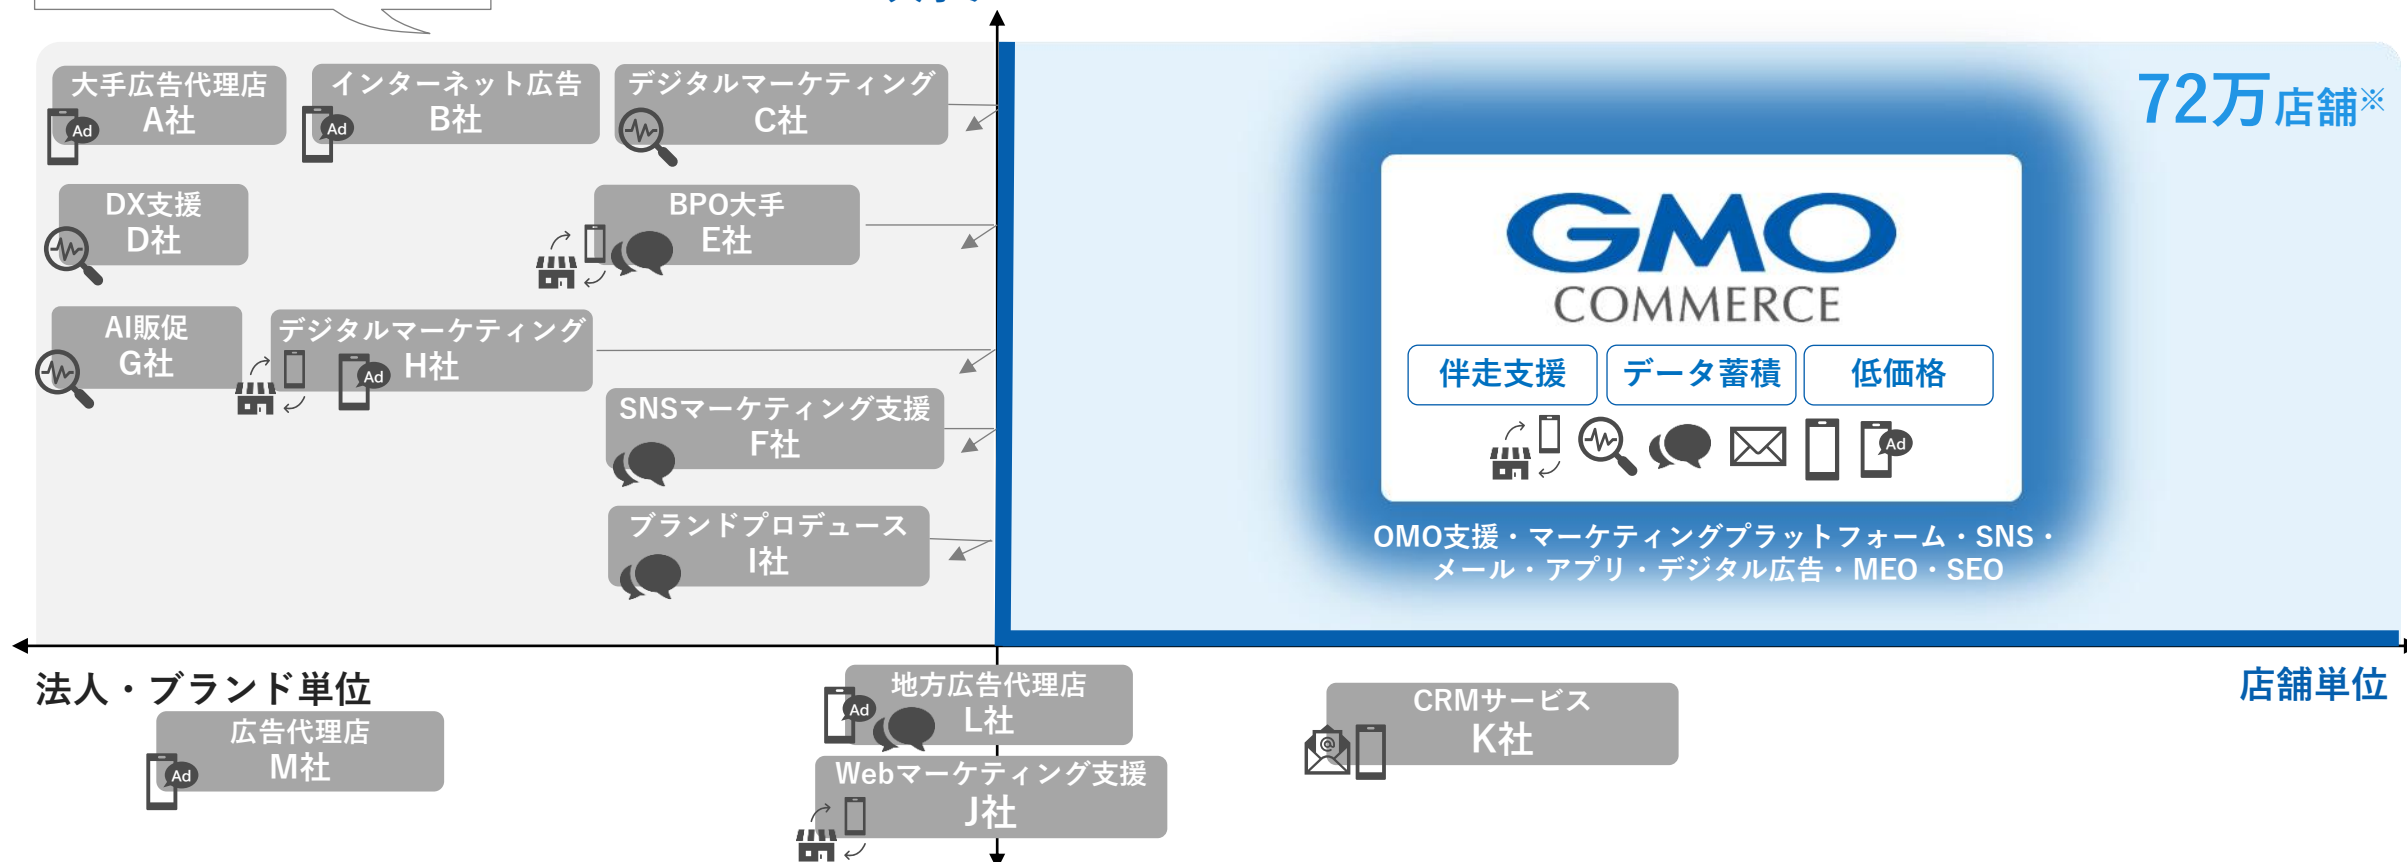 72万店舗※
大手広告代理店
A社
インターネット広告
B社
デジタルマーケティング
C社
DX支援
D社
BPO大手
E社
AI販促
G社
デジタルマーケティング
H社
SNSマーケティング支援
F社
ブランドプロデュース
I社
GMO
COMMERCE
伴走支援
データ蓄積
低価格
OMO支援・マーケティングプラットフォーム・SNS・
メール・アプリ・デジタル広告・MEO・SEO
法人・ブランド単位
店舗単位
広告代理店
M社
地方広告代理店
L社
Webマーケティング支援
J社
CRMサービス
K社
Ad
Ad
Ad
Ad
Ad
Ad